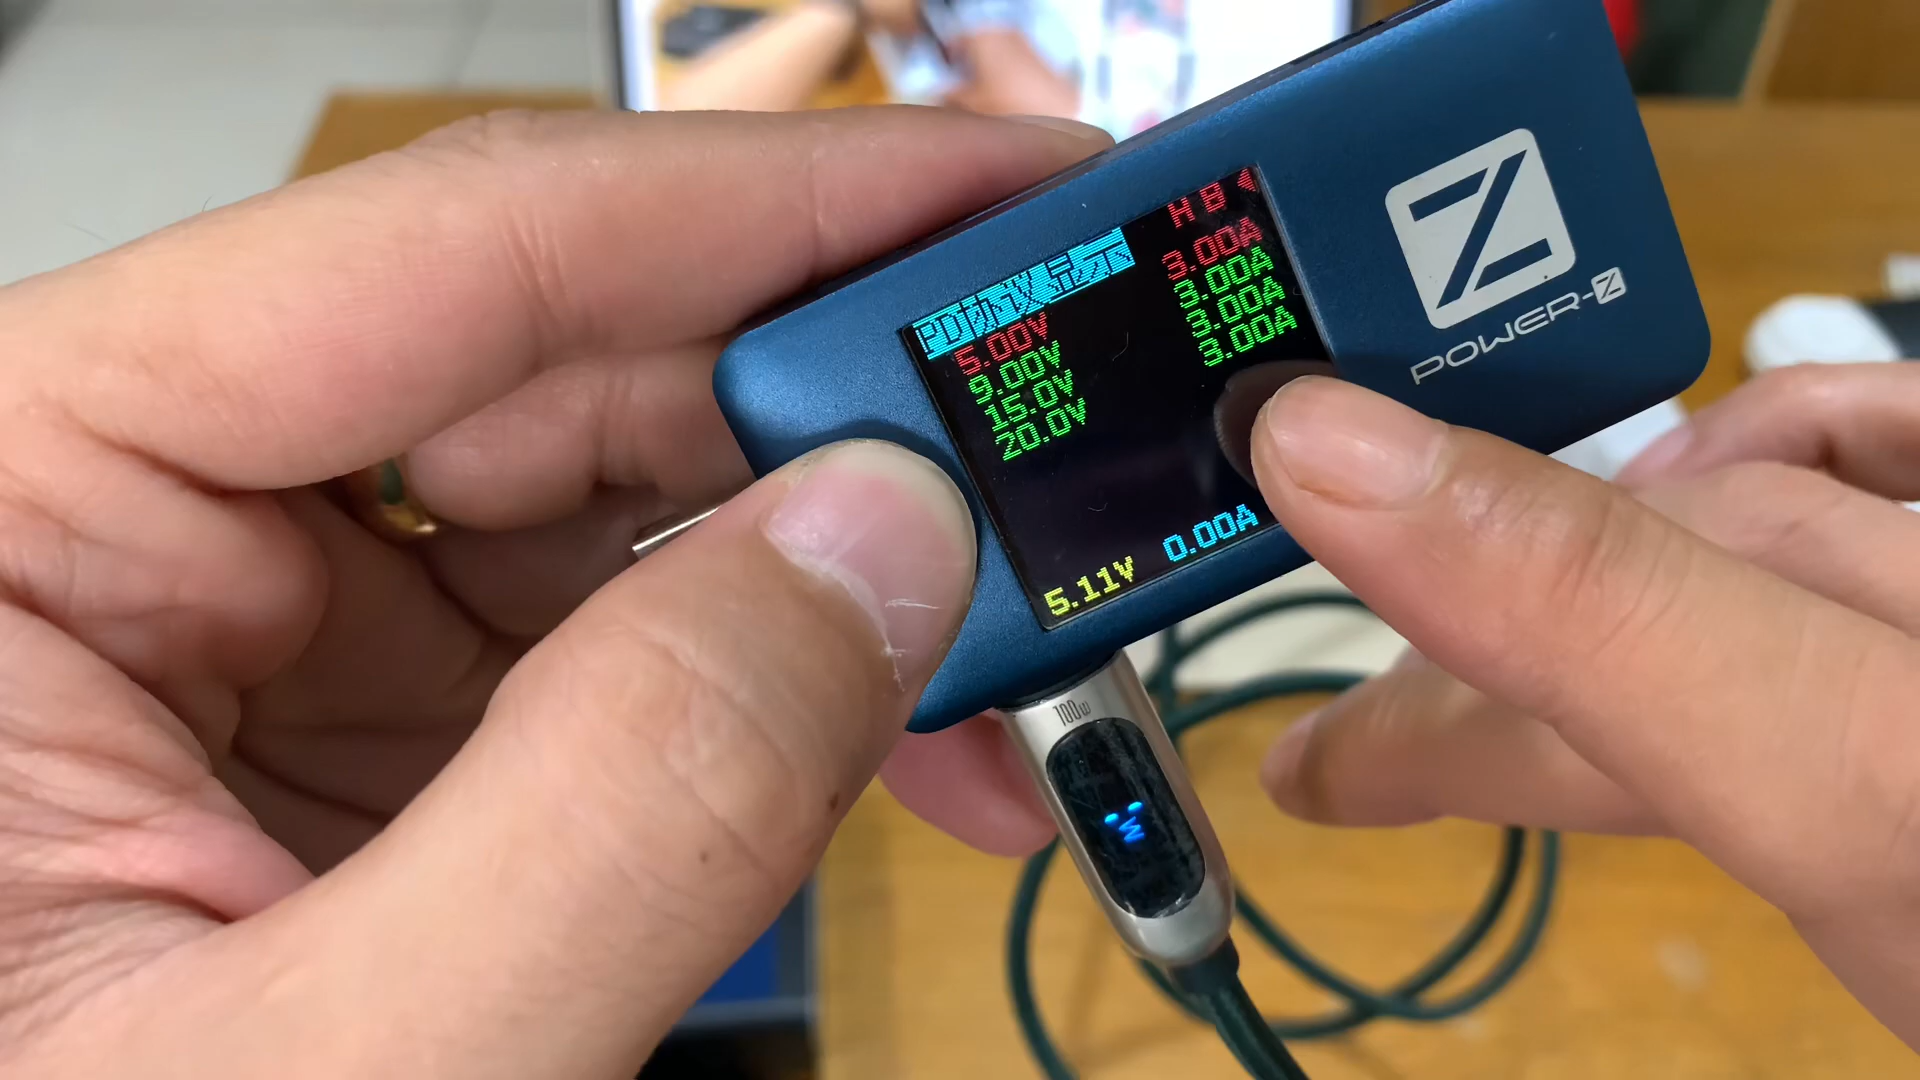 H B
PD协议显示
5.00V 3.00A
9.00V 3.00A
15.0V 3.00A
20.0V 3.00A
5.11V 0.00A
Z
POWER-Z
100w
W